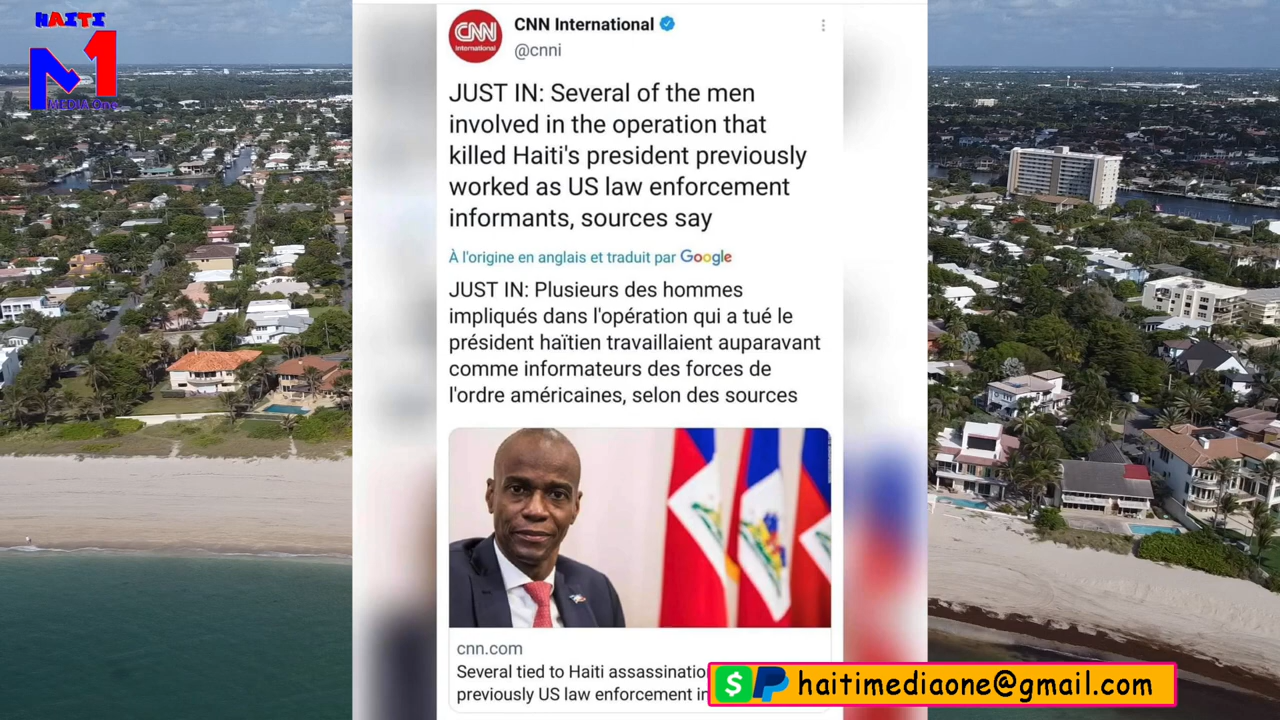 HAITI
M1
MEDIA One
CNN
International
CNN International
@cnni
JUST IN: Several of the men
involved in the operation that
killed Haiti's president previously
worked as US law enforcement
informants, sources say
À l'origine en anglais et traduit par Google
JUST IN: Plusieurs des hommes
impliqués dans l'opération qui a tué le
président haïtien travaillaient auparavant
comme informateurs des forces de
l'ordre américaines, selon des sources
cnn.com
Several tied to Haiti assassinatio
previously US law enforcement in
$ haitimediaone@gmail.com